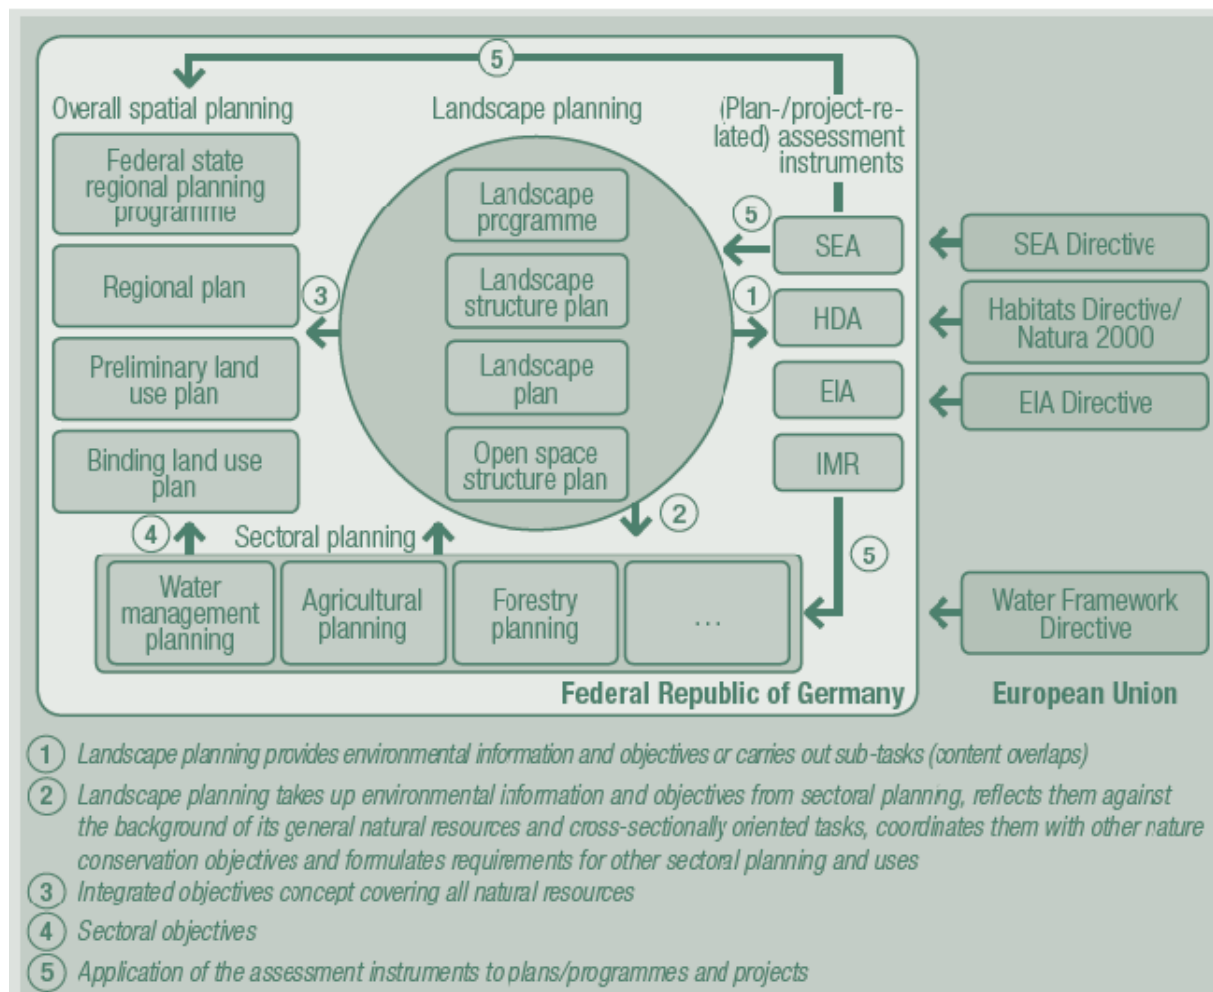 5
Overall spatial planning
Landscape planning
(Plan-/project-re-
lated) assessment
instruments
Federal state
regional planning
programme
Regional plan
Preliminary land
use plan
Binding land use
plan
3
Landscape
programme
Landscape
structure plan
Landscape
plan
Open space
structure plan
5
1
SEA
HDA
EIA
IMR
SEA Directive
Habitats Directive/
Natura 2000
EIA Directive
4
Sectoral planning
2
5
Water
management
planning
Agricultural
planning
Forestry
planning
...
Water Framework
Directive
Federal Republic of Germany
European Union
1 Landscape planning provides environmental information and objectives or carries out sub-tasks (content overlaps)
2 Landscape planning takes up environmental information and objectives from sectoral planning, reflects them against
the background of its general natural resources and cross-sectionally oriented tasks, coordinates them with other nature
conservation objectives and formulates requirements for other sectoral planning and uses
3 Integrated objectives concept covering all natural resources
4 Sectoral objectives
5 Application of the assessment instruments to plans/programmes and projects